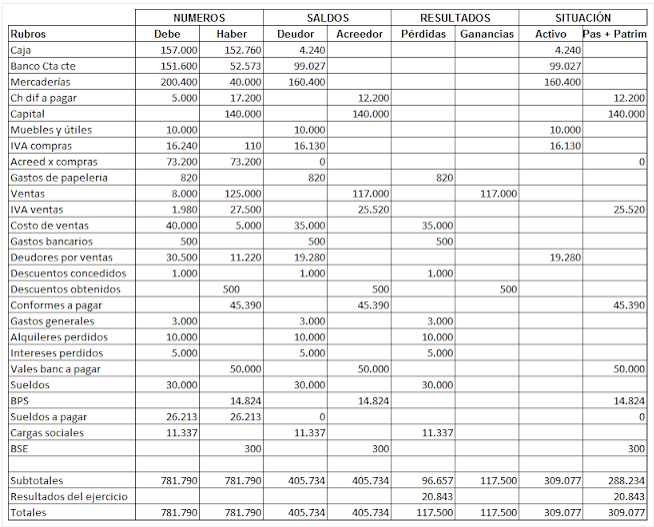 NUMEROS SALDOS RESULTADOS SITUACIÓN
Rubros Debe Haber Deudor Acreedor Pérdidas Ganancias Activo Pas + Patrim
Caja 157.000 152.760 4.240 4.240
Banco Cta cte 151.600 52.573 99.027 99.027
Mercaderías 200.400 40.000 160.400 160.400
Ch dif a pagar 5.000 17.200 12.200 12.200
Capital 140.000 140.000 140.000
Muebles y útiles 10.000 10.000 10.000
IVA compras 16.240 110 16.130 16.130
Acreed x compras 73.200 73.200 0 0
Gastos de papeleria 820 820 820
Ventas 8.000 125.000 117.000 117.000
IVA ventas 1.980 27.500 25.520 25.520
Costo de ventas 40.000 5.000 35.000 35.000
Gastos bancarios 500 500 500
Deudores por ventas 30.500 11.220 19.280 19.280
Descuentos concedidos 1.000 1.000 1.000
Descuentos obtenidos 500 500 500
Conformes a pagar 45.390 45.390 45.390
Gastos generales 3.000 3.000 3.000
Alquileres perdidos 10.000 10.000 10.000
Intereses perdidos 5.000 5.000 5.000
Vales banc a pagar 50.000 50.000 50.000
Sueldos 30.000 30.000 30.000
BPS 14.824 14.824 14.824
Sueldos a pagar 26.213 26.213 0 0
Cargas sociales 11.337 11.337 11.337
BSE 300 300 300
Subtotales 781.790 781.790 405.734 405.734 96.657 117.500 309.077 288.234
Resultados del ejercicio 20.843 20.843
Totales 781.790 781.790 405.734 405.734 117.500 117.500 309.077 309.077